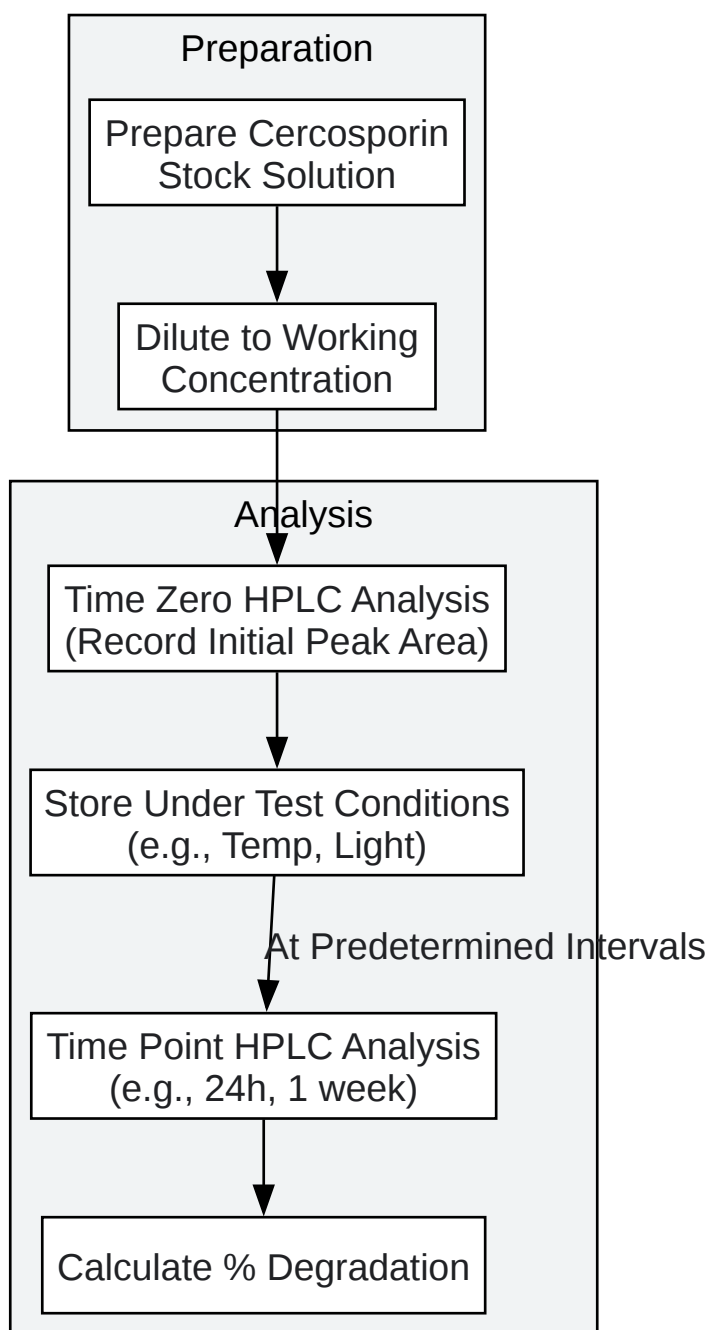 Preparation
Prepare Cercosporin
Stock Solution
Dilute to Working
Concentration
Analysis
Time Zero HPLC Analysis
(Record Initial Peak Area)
Store Under Test Conditions
(e.g., Temp, Light)
At Predetermined Intervals
Time Point HPLC Analysis
(e.g., 24h, 1 week)
Calculate % Degradation